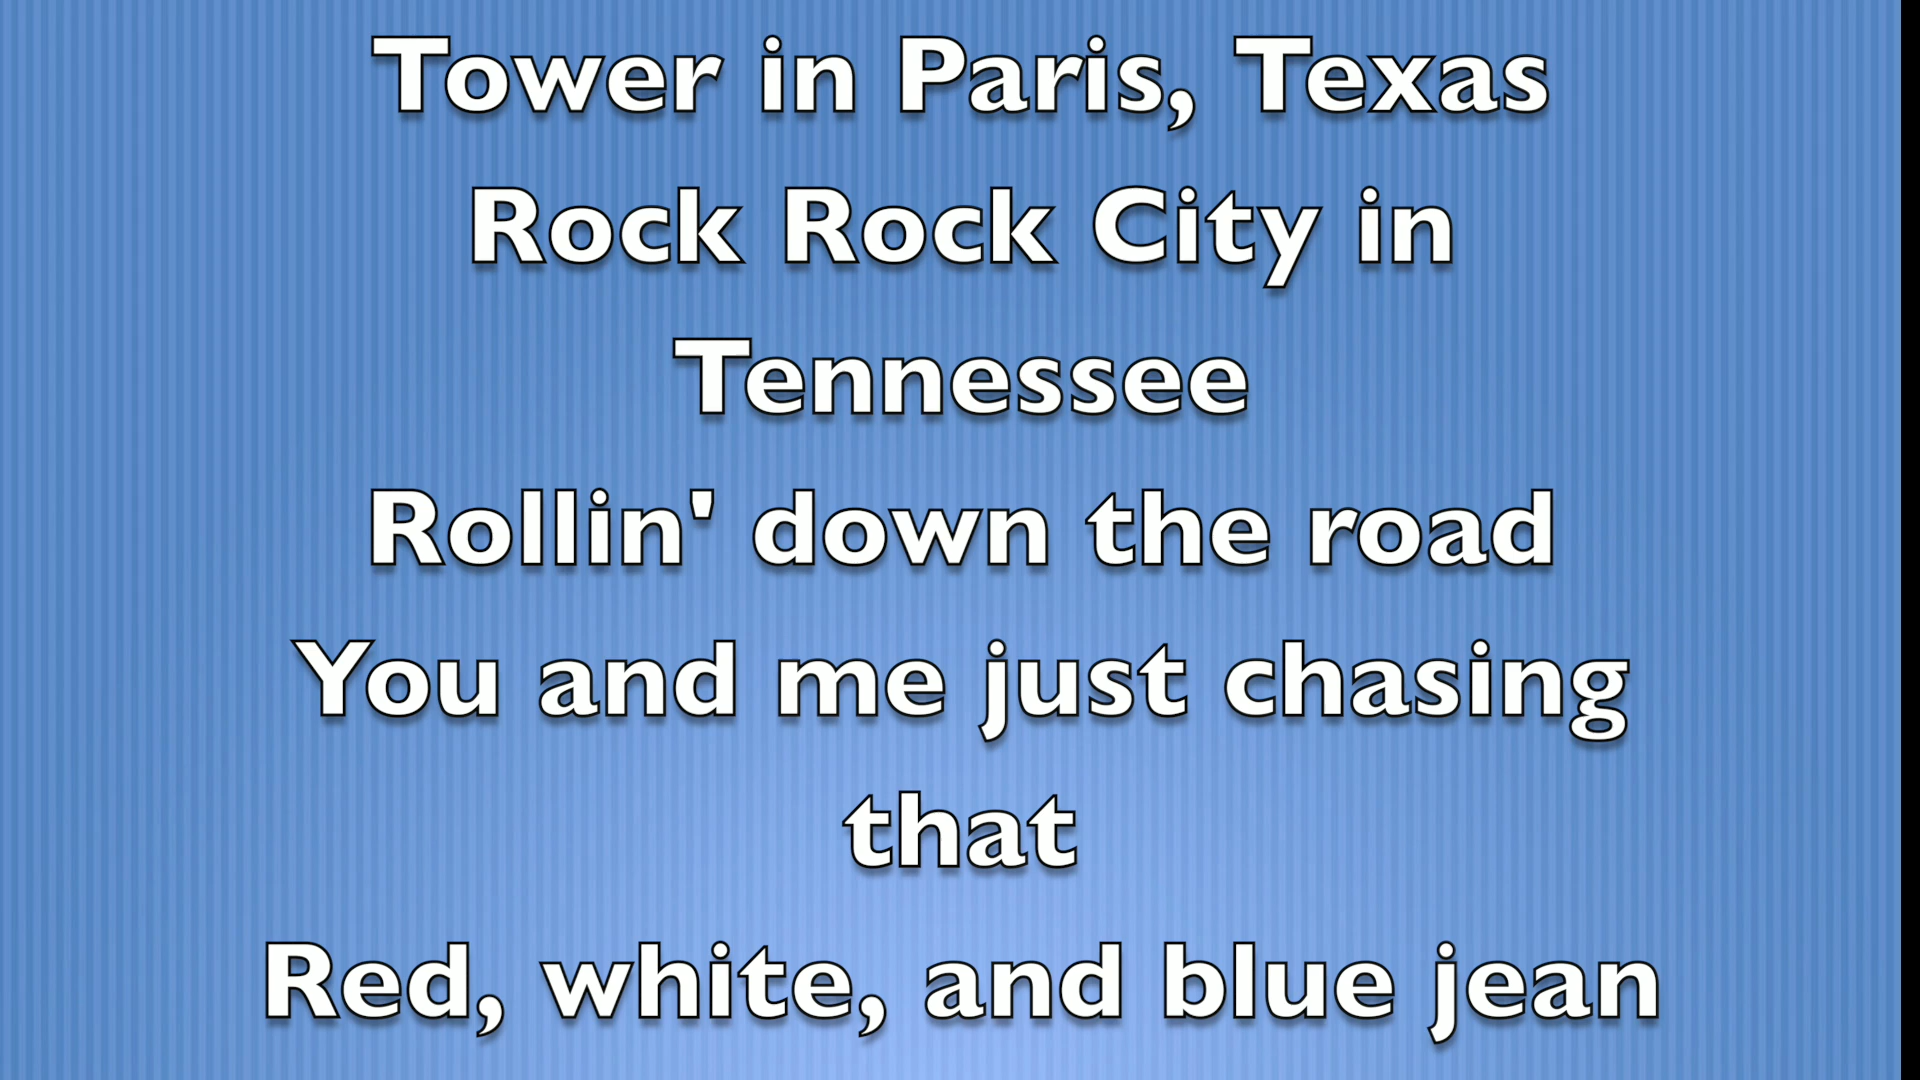 Tower in Paris, Texas
Rock Rock City in
Tennessee
Rollin' down the road
You and me just chasing
that
Red, white, and blue jean